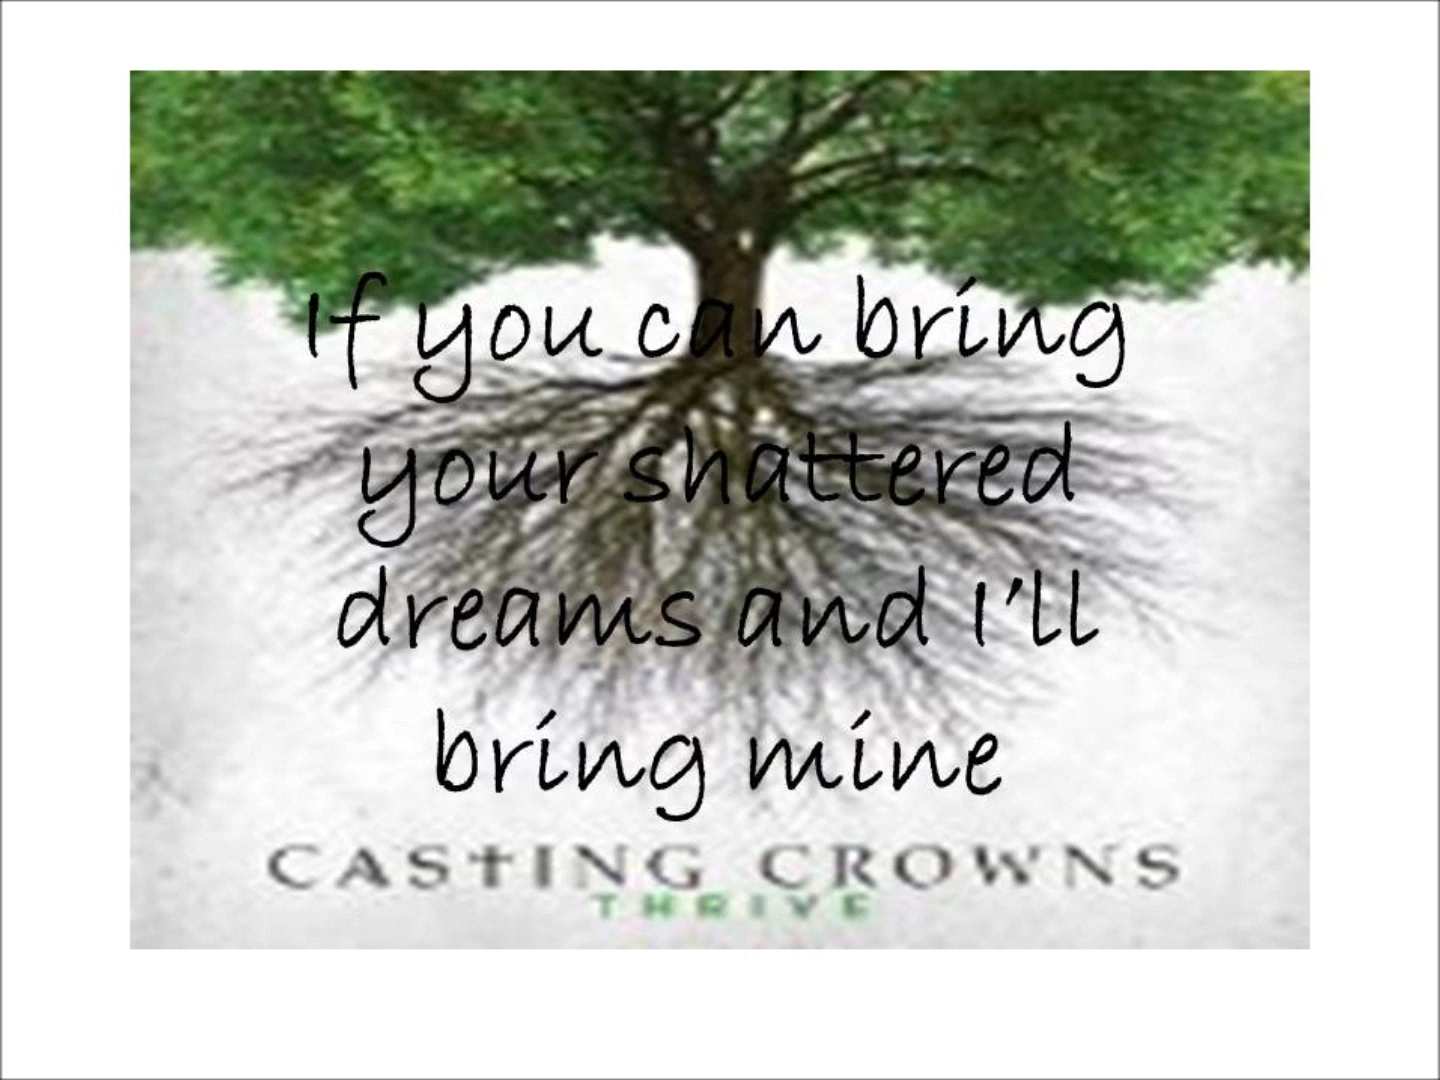 If you can bring
your shattered
dreams and I'll
bring mine
CASTING CROWNS
THRIVE